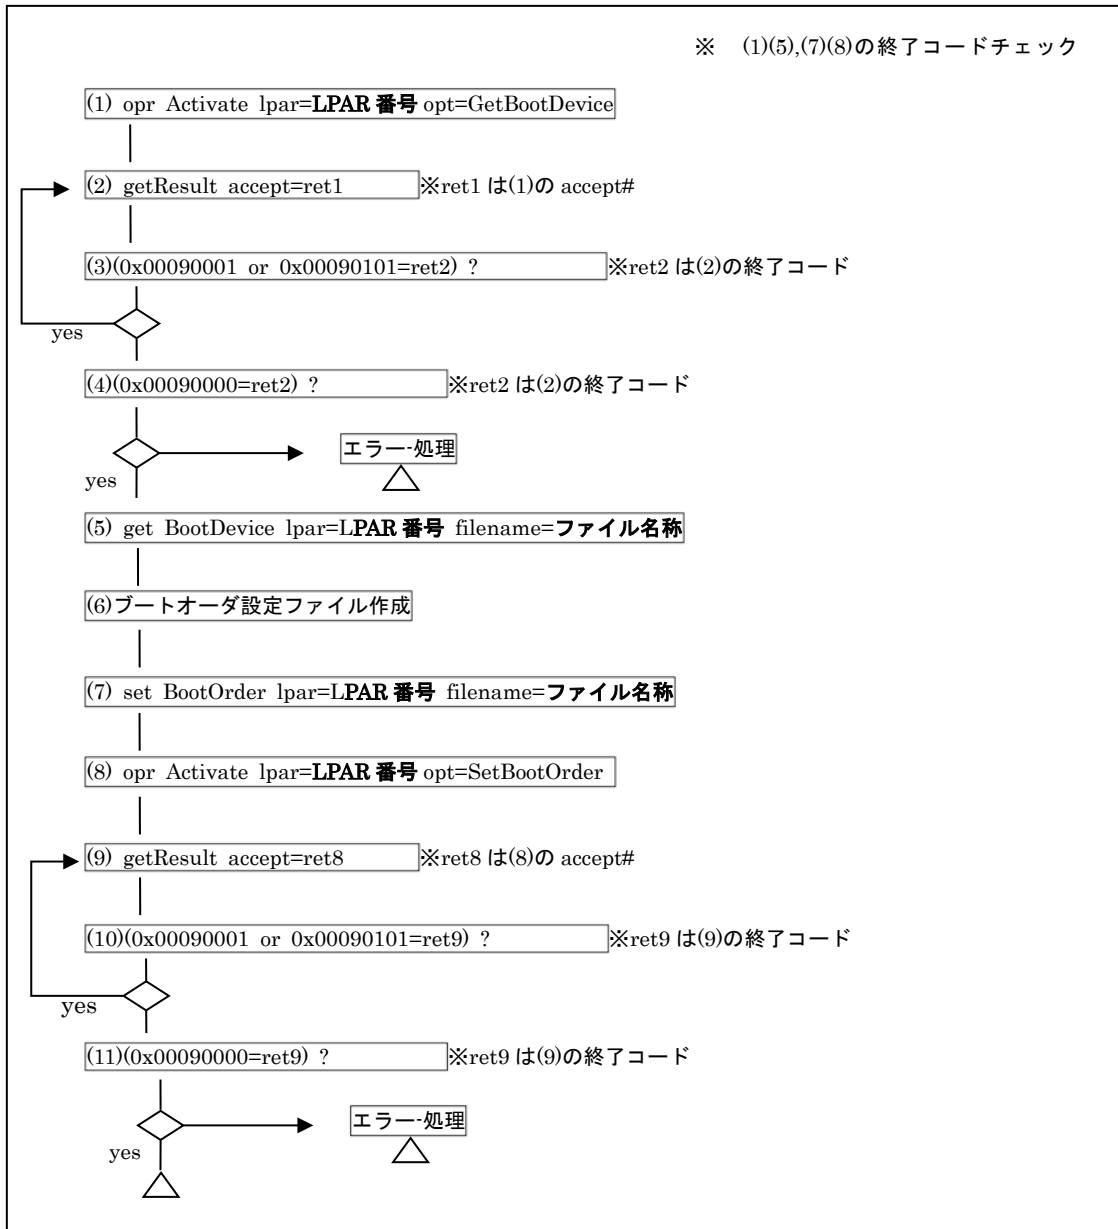 ※ (1)(5),(7)(8)の終了コードチェック
(1) opr Activate lpar=LPAR 番号 opt=GetBootDevice
(2) getResult accept=ret1 ※ret1 は(1)の accept#
(3)(0x00090001 or 0x00090101=ret2) ? ※ret2 は(2)の終了コード
yes
(4)(0x00090000=ret2) ? ※ret2 は(2)の終了コード
エラー-処理
yes
(5) get BootDevice lpar=LPAR 番号 filename=ファイル名称
(6)ブートオーダ設定ファイル作成
(7) set BootOrder lpar=LPAR 番号 filename=ファイル名称
(8) opr Activate lpar=LPAR 番号 opt=SetBootOrder
(9) getResult accept=ret8 ※ret8 は(8)の accept#
(10)(0x00090001 or 0x00090101=ret9) ? ※ret9 は(9)の終了コード
yes
(11)(0x00090000=ret9) ? ※ret9 は(9)の終了コード
エラー-処理
yes